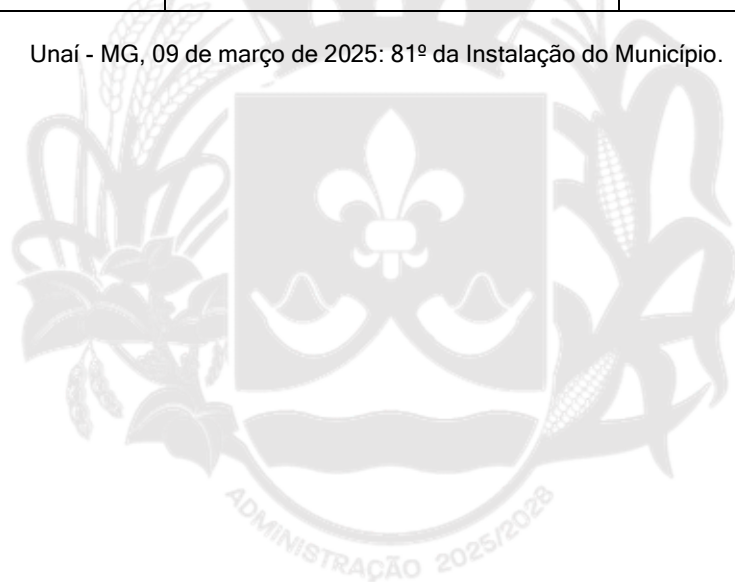 Unaí - MG, 09 de março de 2025: 81º da Instalação do Município.
ADMINISTRAÇÃO 2025/2028